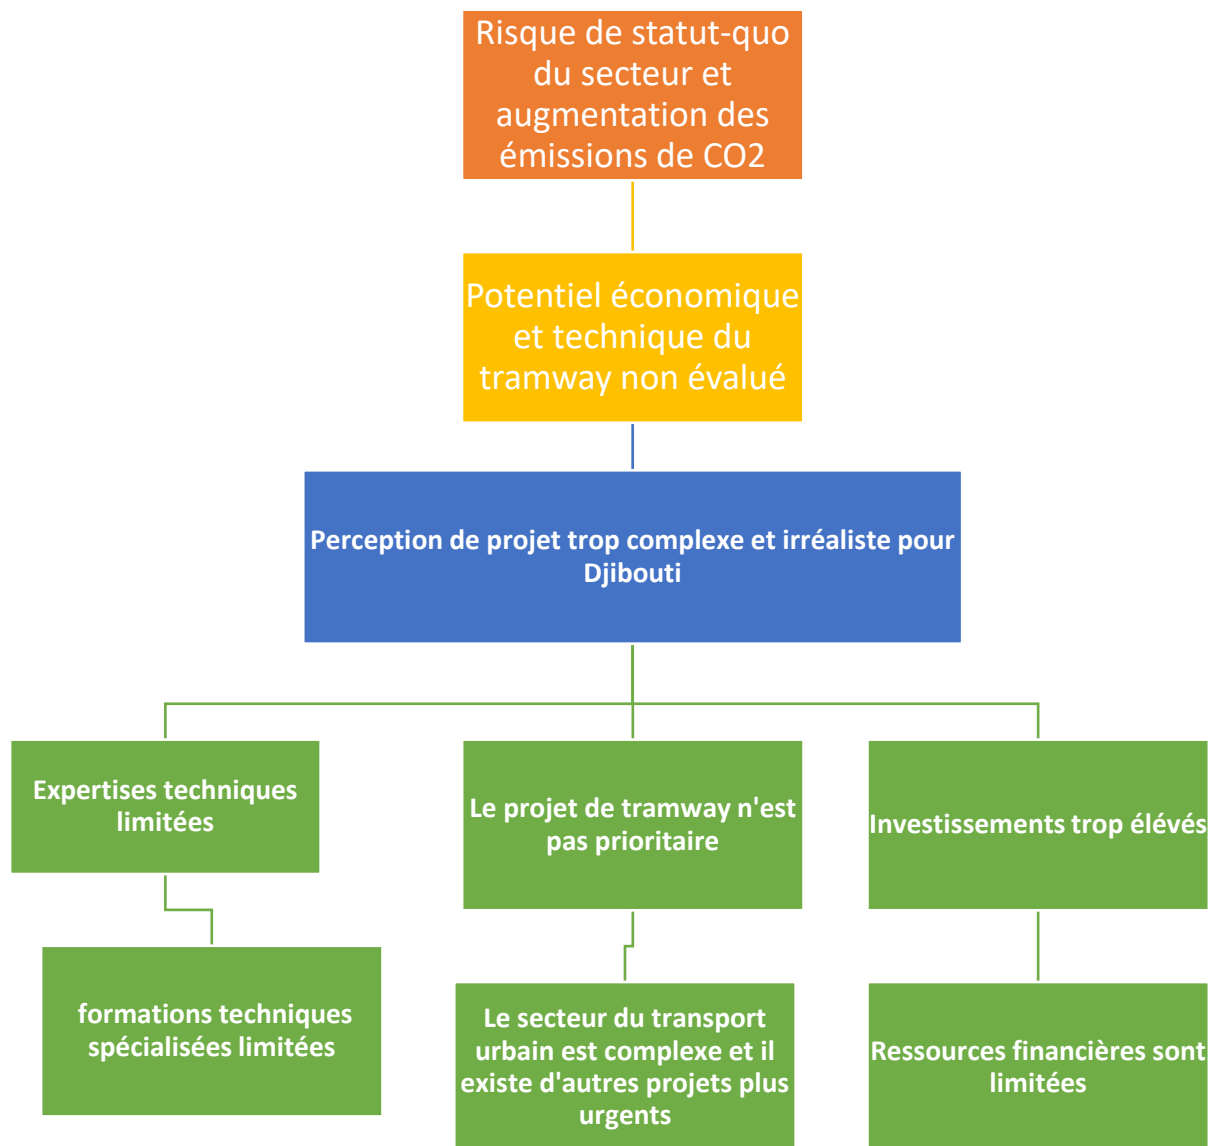 Risque de statut-quo
du secteur et
augmentation des
émissions de CO2
Potentiel économique
et technique du
tramway non évalué
Perception de projet trop complexe et irréaliste pour
Djibouti
Expertises techniques
limitées
Le projet de tramway n'est
pas prioritaire
Investissements trop élévés
formations techniques
spécialisées limitées
Le secteur du transport
urbain est complexe et il
existe d'autres projets plus
urgents
Ressources financières sont
limitées